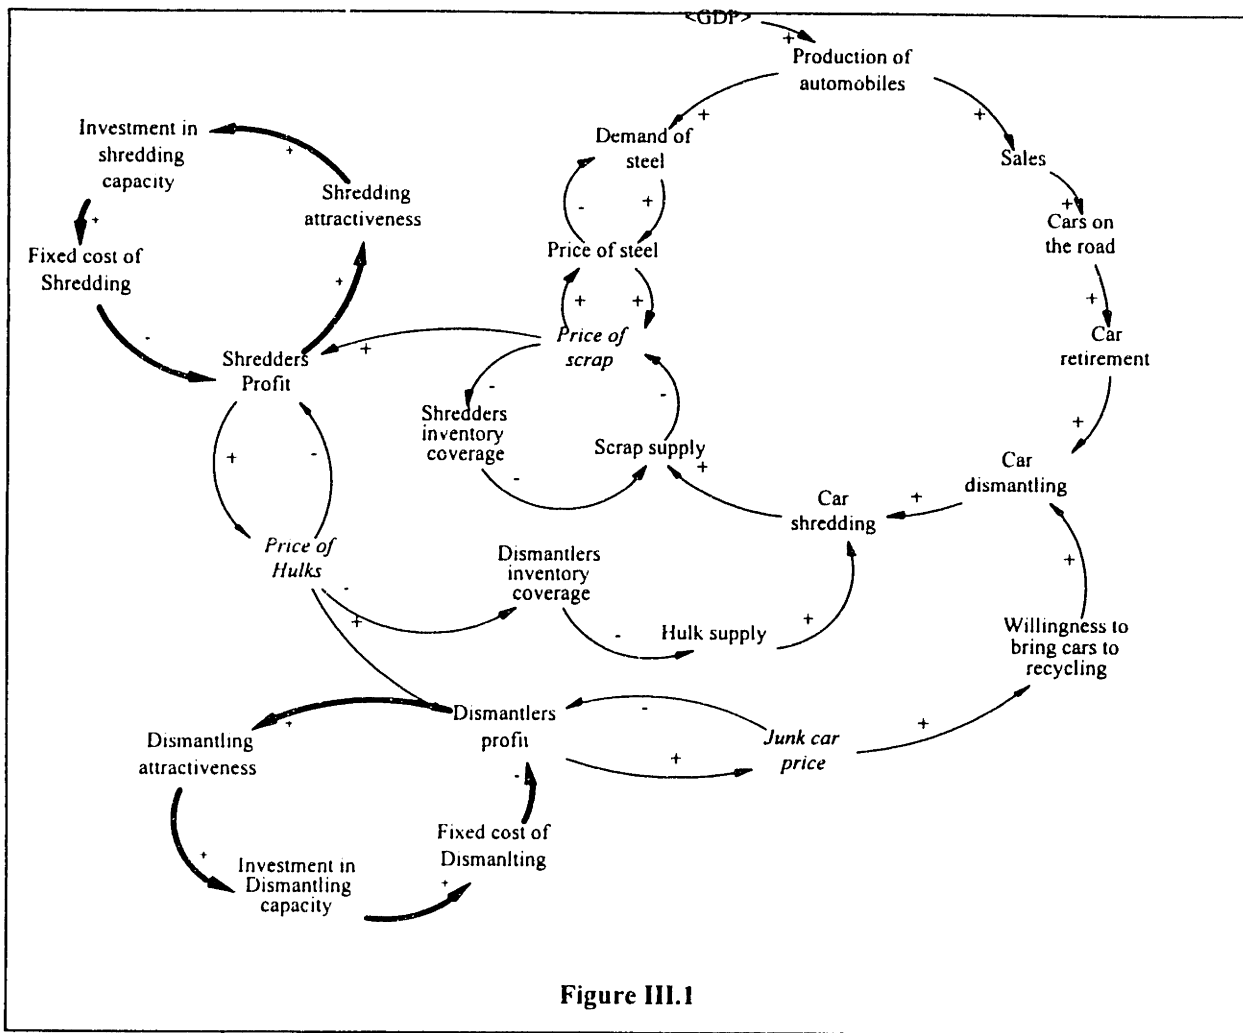 <GDP>
+
Production of
automobiles
+
+
Demand of
steel
Sales
Investment in
shredding
capacity
+
Shredding
attractiveness
-
+
+
Cars on
the road
+
Fixed cost of
Shredding
Price of steel
+
+
+
+
-
Price of
scrap
Car
retirement
Shredders
Profit
+
-
-
Shredders
inventory
coverage
Scrap supply
+
+
-
-
+
Car
dismantling
Car
shredding
+
Price of
Hulks
Dismantlers
inventory
coverage
+
-
+
-
Hulk supply
+
Willingness to
bring cars to
recycling
Dismantlers
profit
-
+
Junk car
price
+
+
Dismantling
attractiveness
-
Fixed cost of
Dismanlting
+
Investment in
Dismantling
capacity
+
Figure III.1